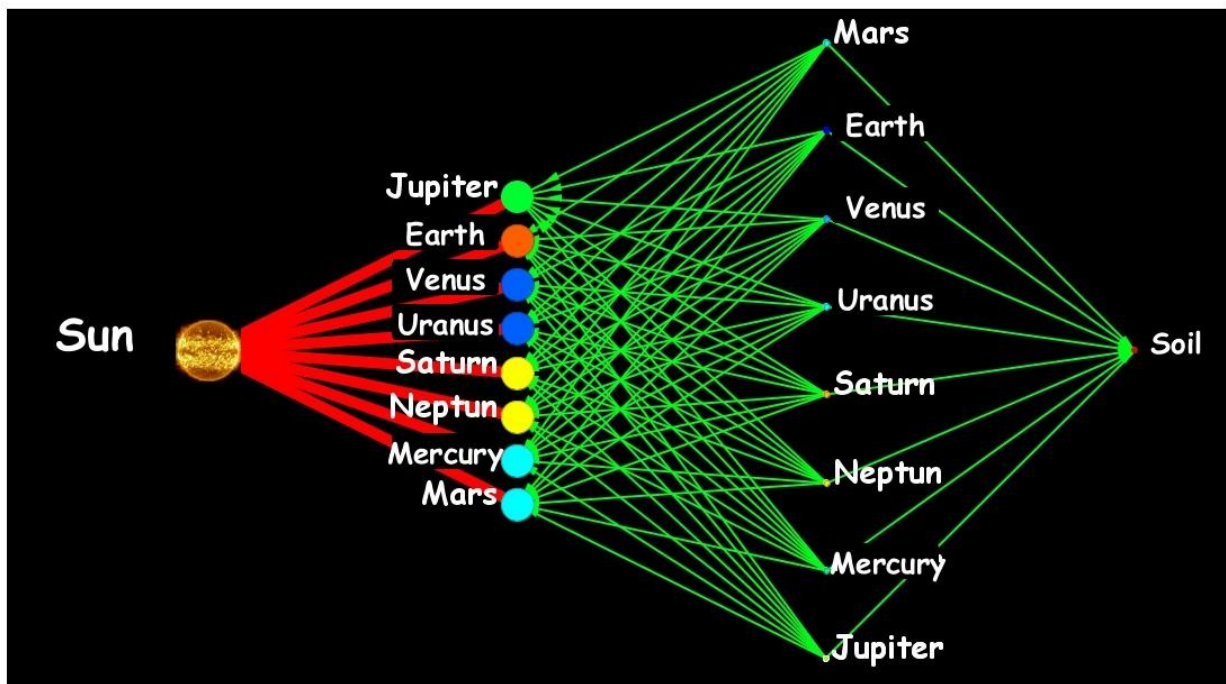 Sun
Jupiter
Earth
Venus
Uranus
Saturn
Neptun
Mercury
Mars
Mars
Earth
Venus
Uranus
Saturn
Neptun
Mercury
Jupiter
Soil